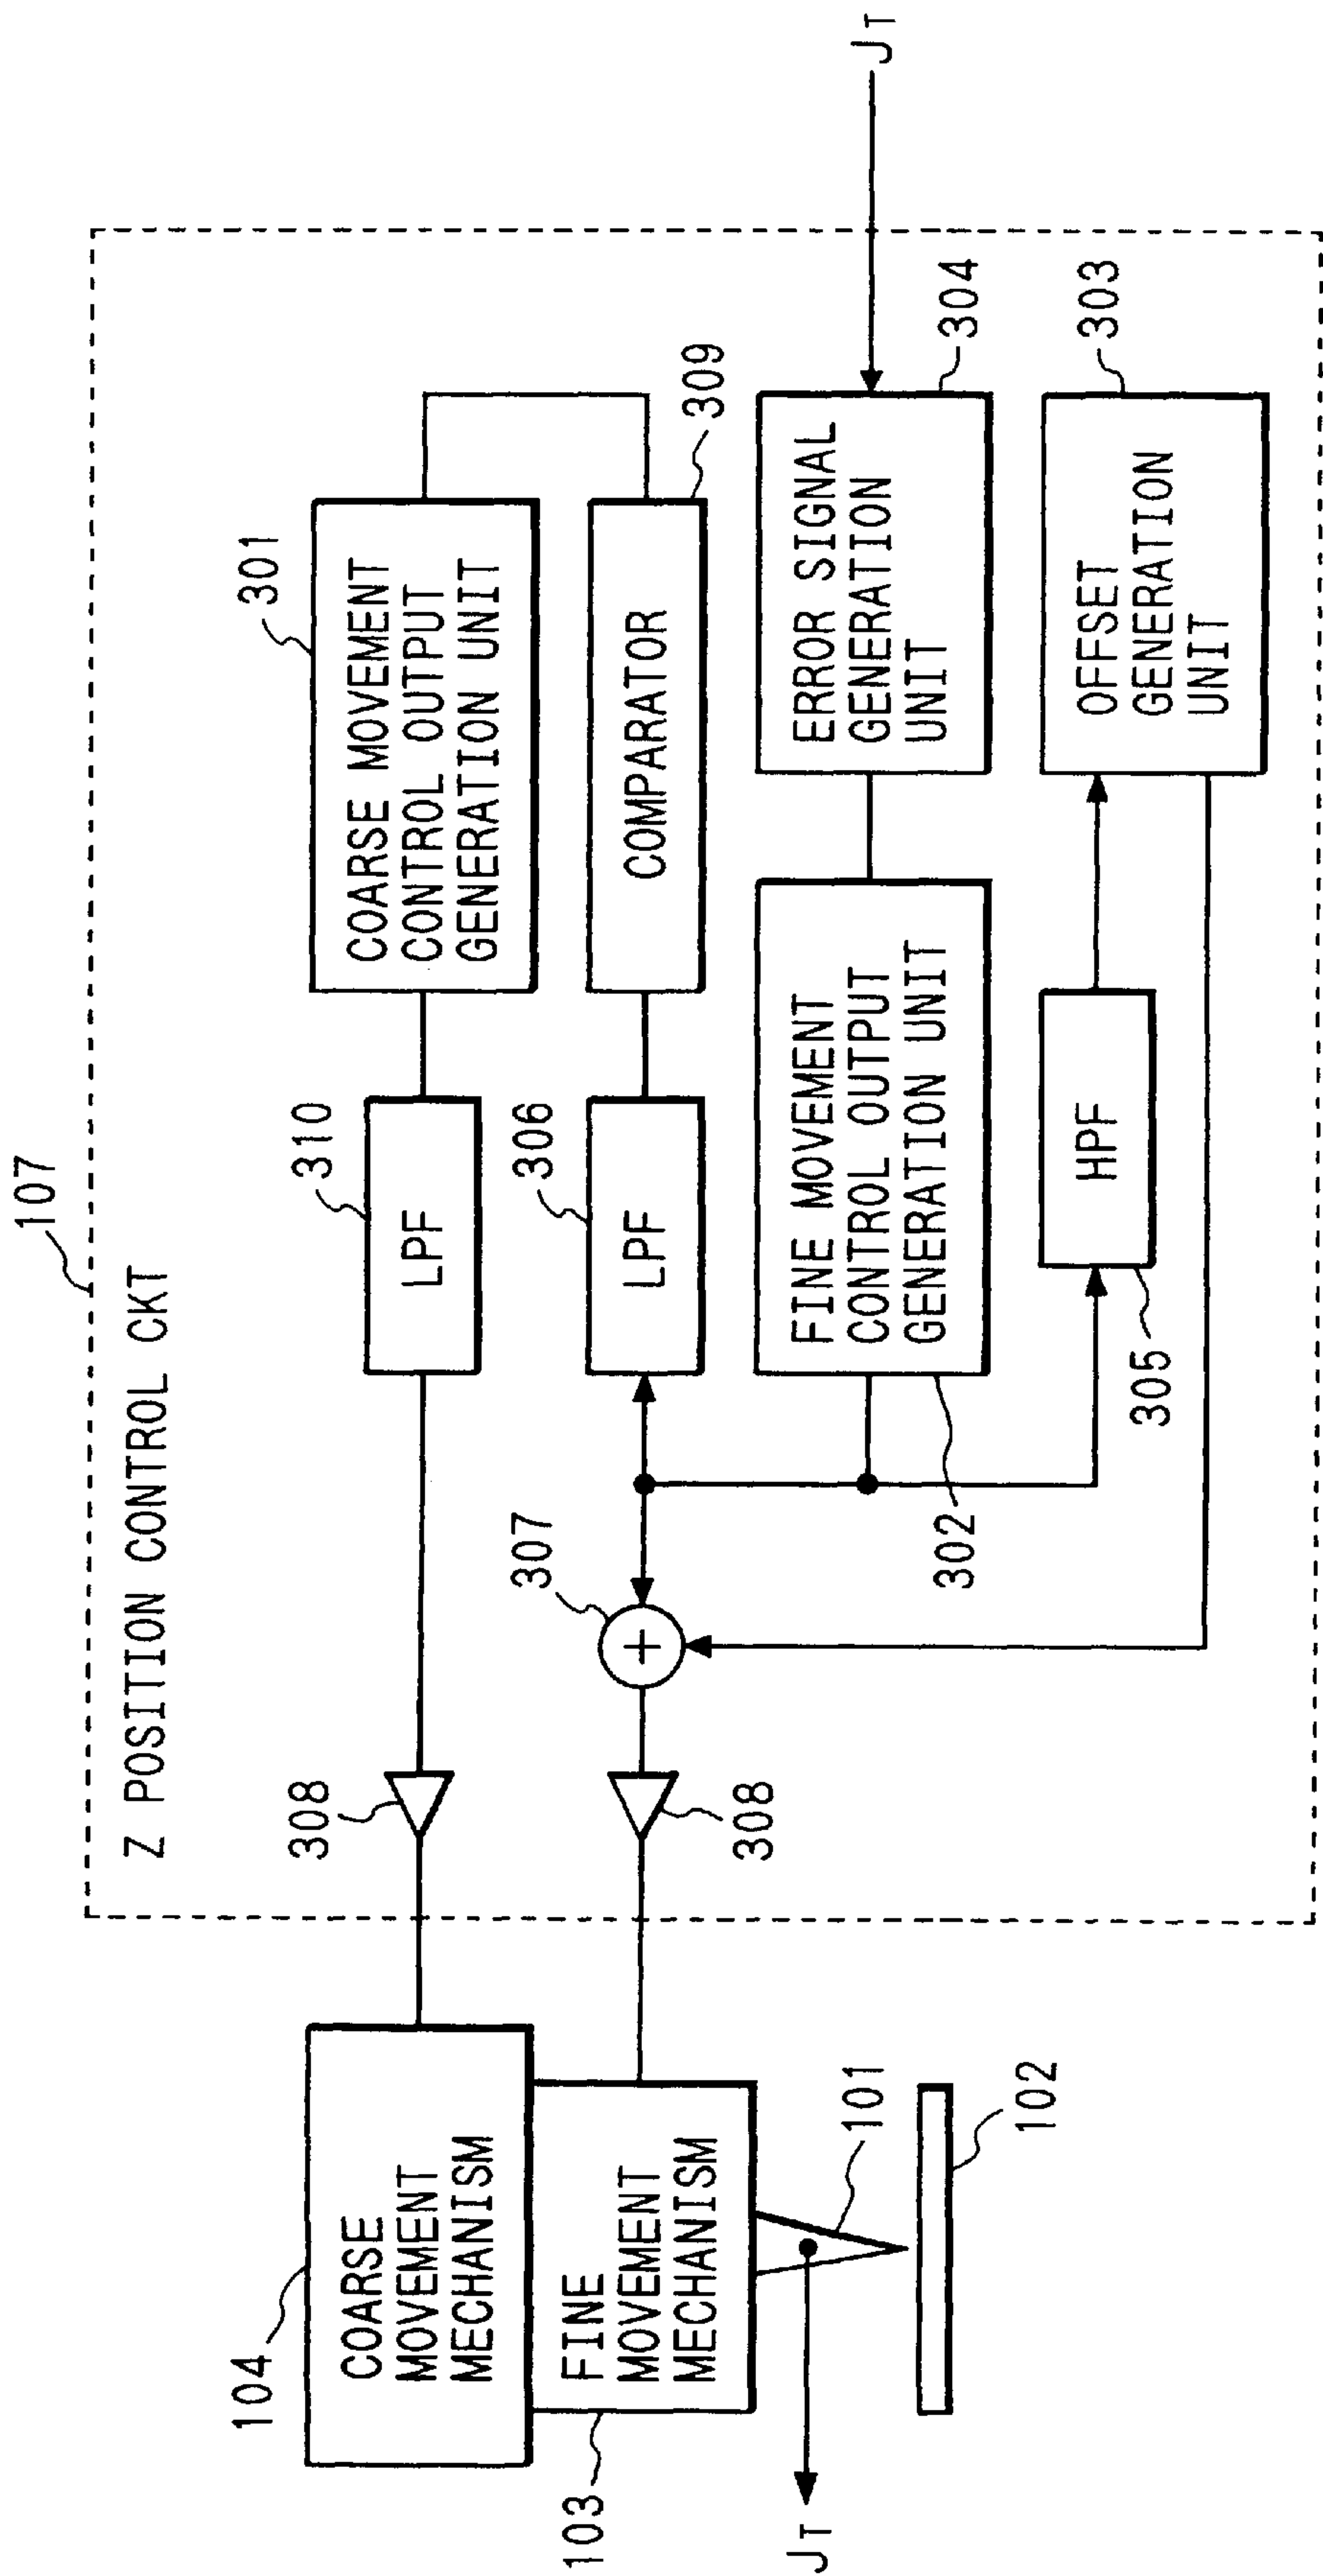 107
Z POSITION CONTROL CKT
104
COARSE
MOVEMENT
MECHANISM
308
310
LPF
301
COARSE MOVEMENT
CONTROL OUTPUT
GENERATION UNIT
103
FINE
MOVEMENT
MECHANISM
308
307
+
306
LPF
COMPARATOR
309
JT
101
102
302
FINE MOVEMENT
CONTROL OUTPUT
GENERATION UNIT
ERROR SIGNAL
GENERATION
UNIT
304
JT
305
HPF
OFFSET
GENERATION
UNIT
303